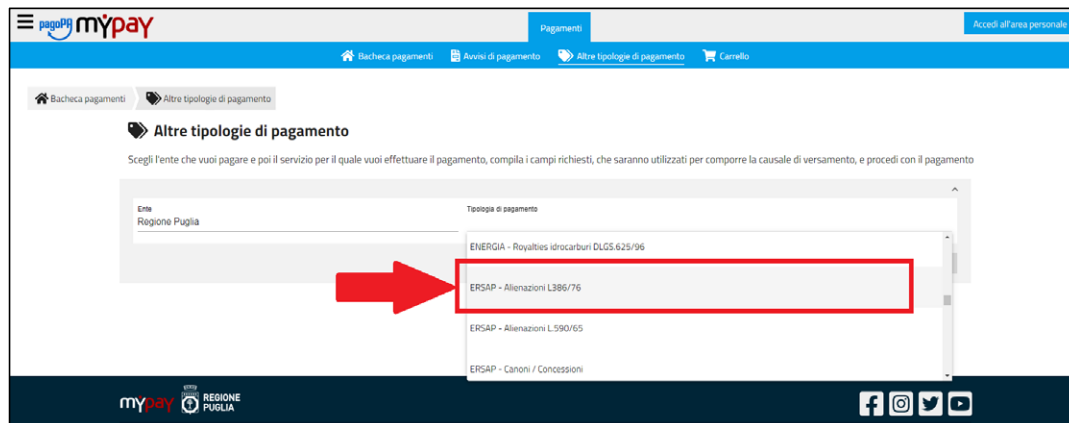 pagoPA mypay
Pagamenti
Accedi all'area personale
Bacheca pagamenti Avvisi di pagamento Altre tipologie di pagamento Carrello
Bacheca pagamenti Altre tipologie di pagamento
Altre tipologie di pagamento
Scegli l'ente che vuoi pagare e poi il servizio per il quale vuoi effettuare il pagamento, compila i campi richiesti, che saranno utilizzati per comporre la causale di versamento, e procedi con il pagamento
Ente
Regione Puglia
Tipologia di pagamento
ENERGIA - Royalties idrocarburi DLGS.625/96
ERSAP - Alienazioni L386/76
ERSAP - Alienazioni L.590/65
ERSAP - Canoni / Concessioni
mypay REGIONE
PUGLIA